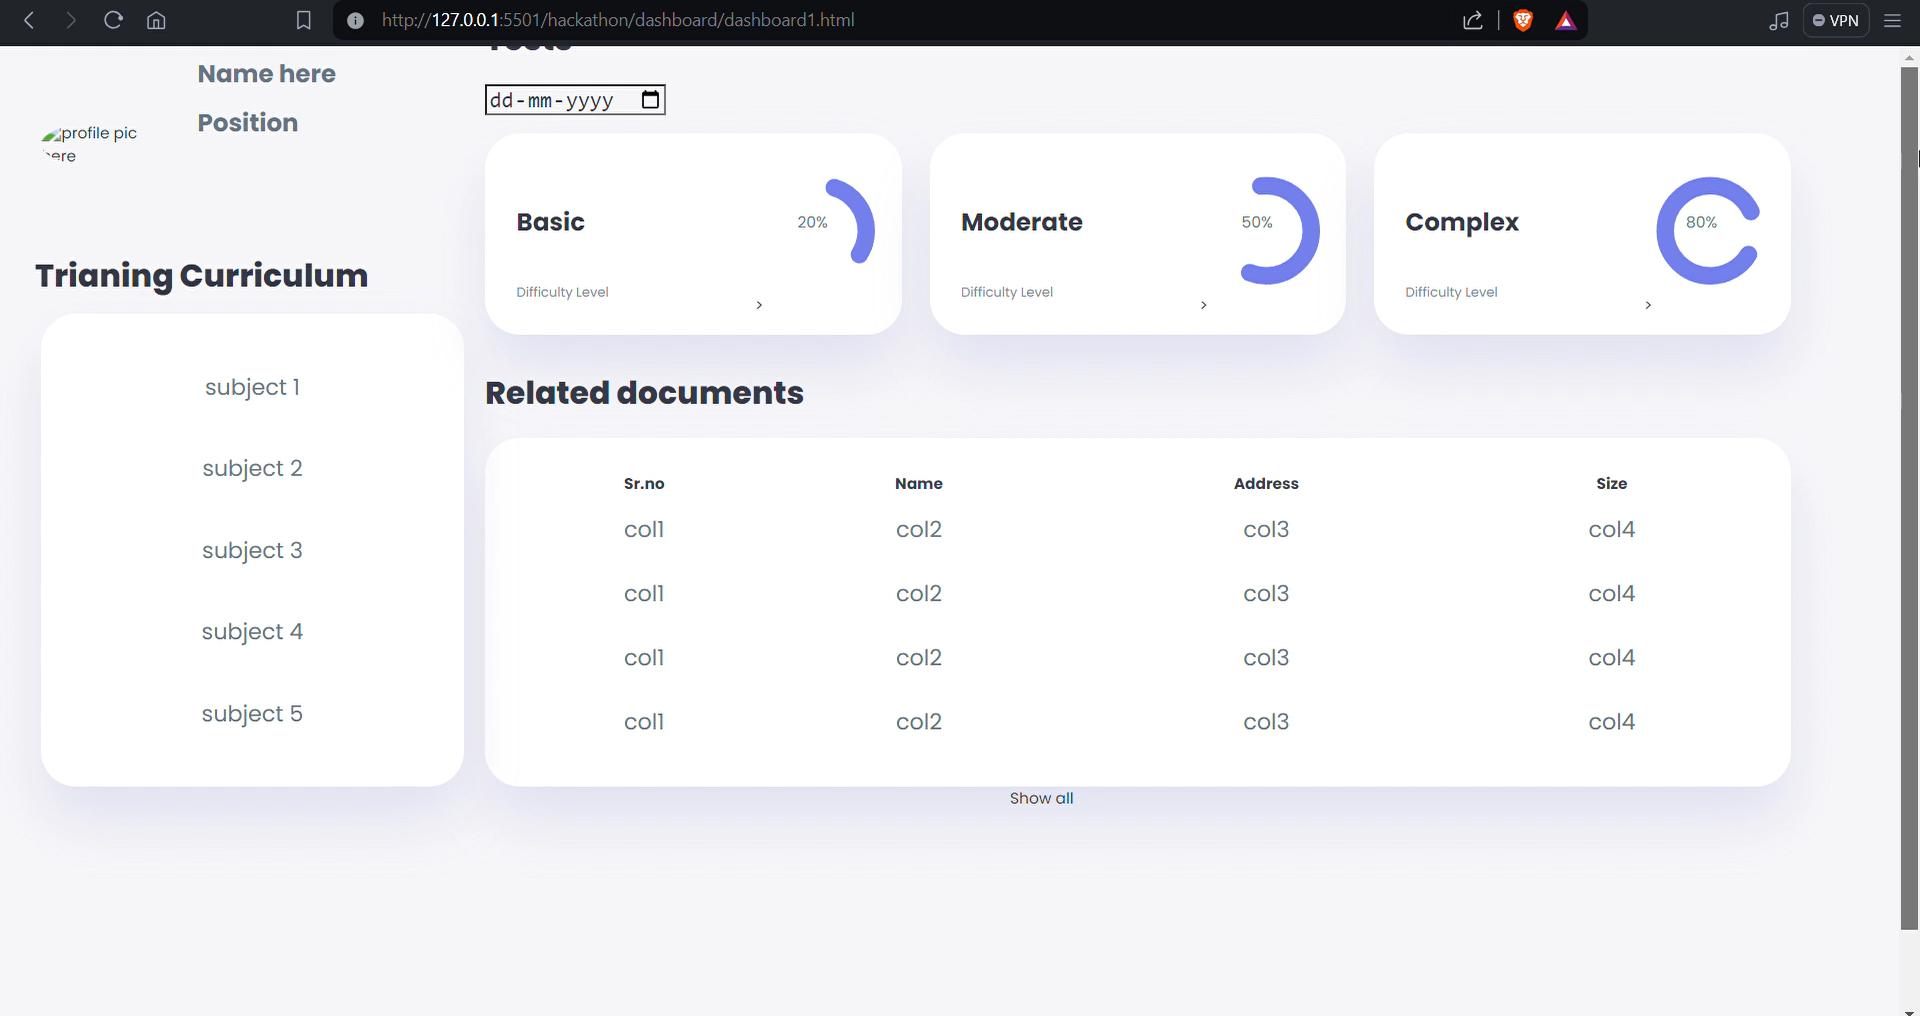 http://127.0.0.1:5501/hackathon/dashboard/dashboard1.html
VPN
Name here
Position
profile pic
here
Trianing Curriculum
subject 1
subject 2
subject 3
subject 4
subject 5
Tests
dd-mm-yyyy
Basic
20%
Difficulty Level
>
Moderate
50%
Difficulty Level
>
Complex
80%
Difficulty Level
>
Related documents
Sr.no Name Address Size
col1 col2 col3 col4
col1 col2 col3 col4
col1 col2 col3 col4
col1 col2 col3 col4
Show all